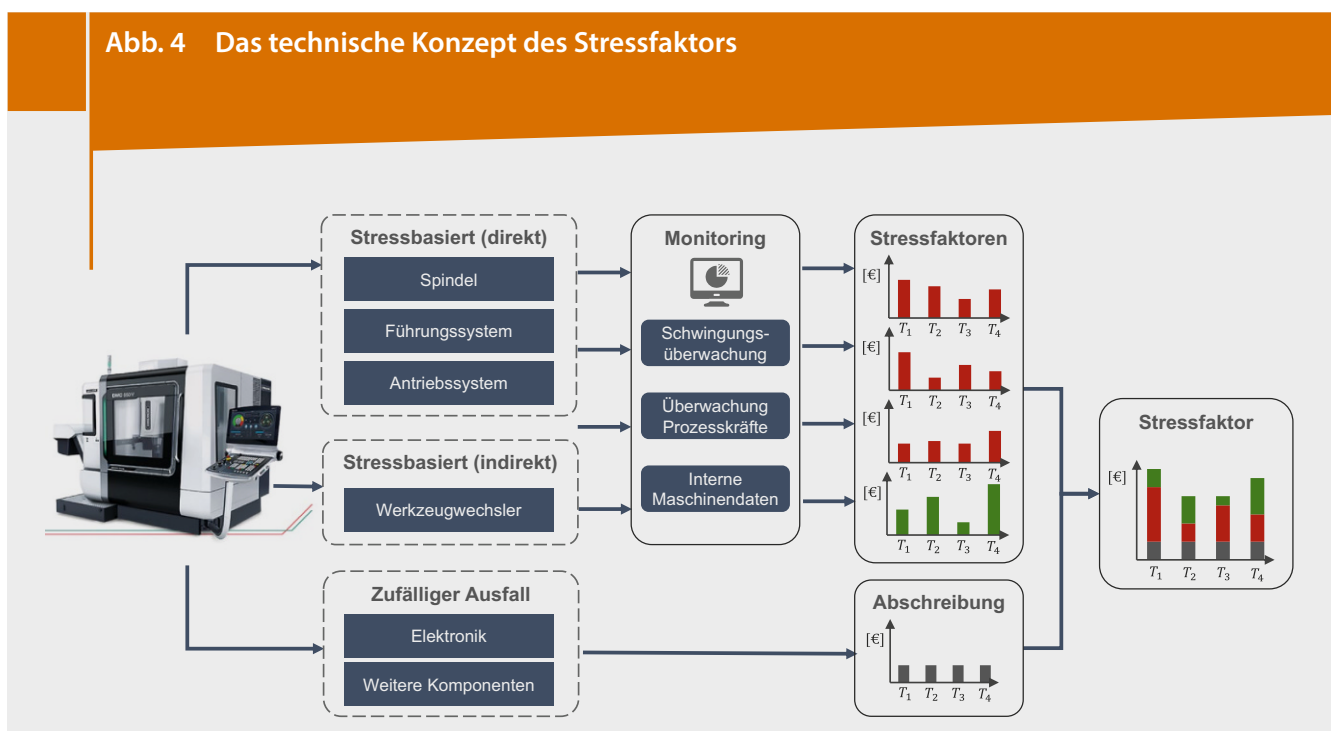 Abb. 4 Das technische Konzept des Stressfaktors
Stressbasiert (direkt)
Spindel
Führungssystem
Antriebssystem
Stressbasiert (indirekt)
Werkzeugwechsler
Zufälliger Ausfall
Elektronik
Weitere Komponenten
Monitoring
Schwingungs-
überwachung
Überwachung
Prozesskräfte
Interne
Maschinendaten
Stressfaktoren
[€]
T1 T2 T3 T4
[€]
T1 T2 T3 T4
[€]
T1 T2 T3 T4
[€]
T1 T2 T3 T4
Abschreibung
[€]
T1 T2 T3 T4
Stressfaktor
[€]
T1 T2 T3 T4